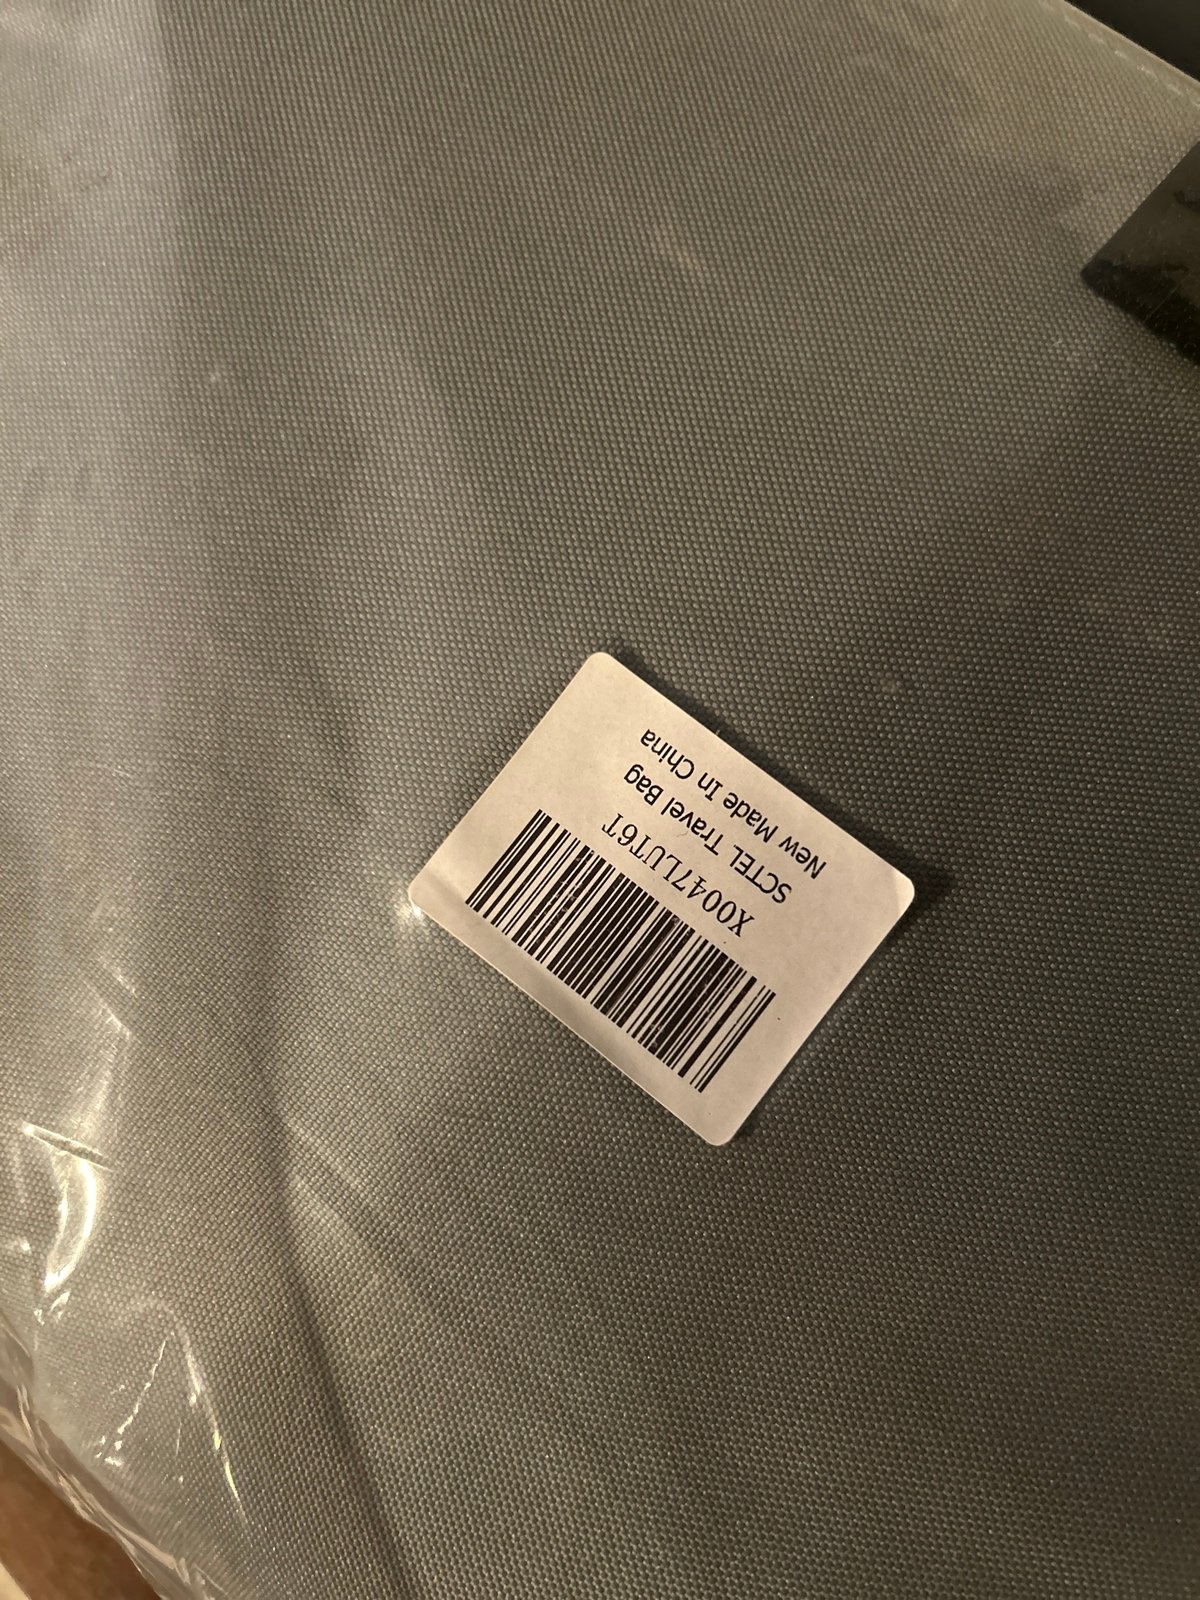 X0047LUT6T
SCTEL Travel Bag
New Made In China